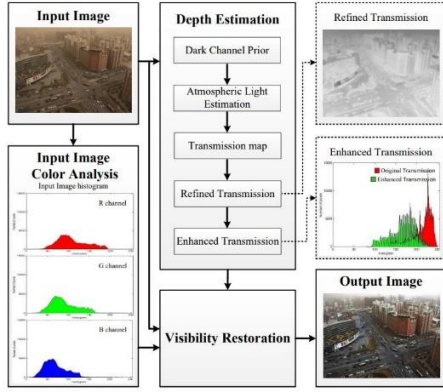 Input Image
Depth Estimation
Dark Channel Prior
Atmospheric Light
Estimation
Transmission map
Refined Transmission
Enhanced Transmission
Refined Transmission
Input Image
Color Analysis
Input Image histogram
R channel
G channel
B channel
Enhanced Transmission
Original Transmission
Enhanced Transmission
Visibility Restoration
Output Image